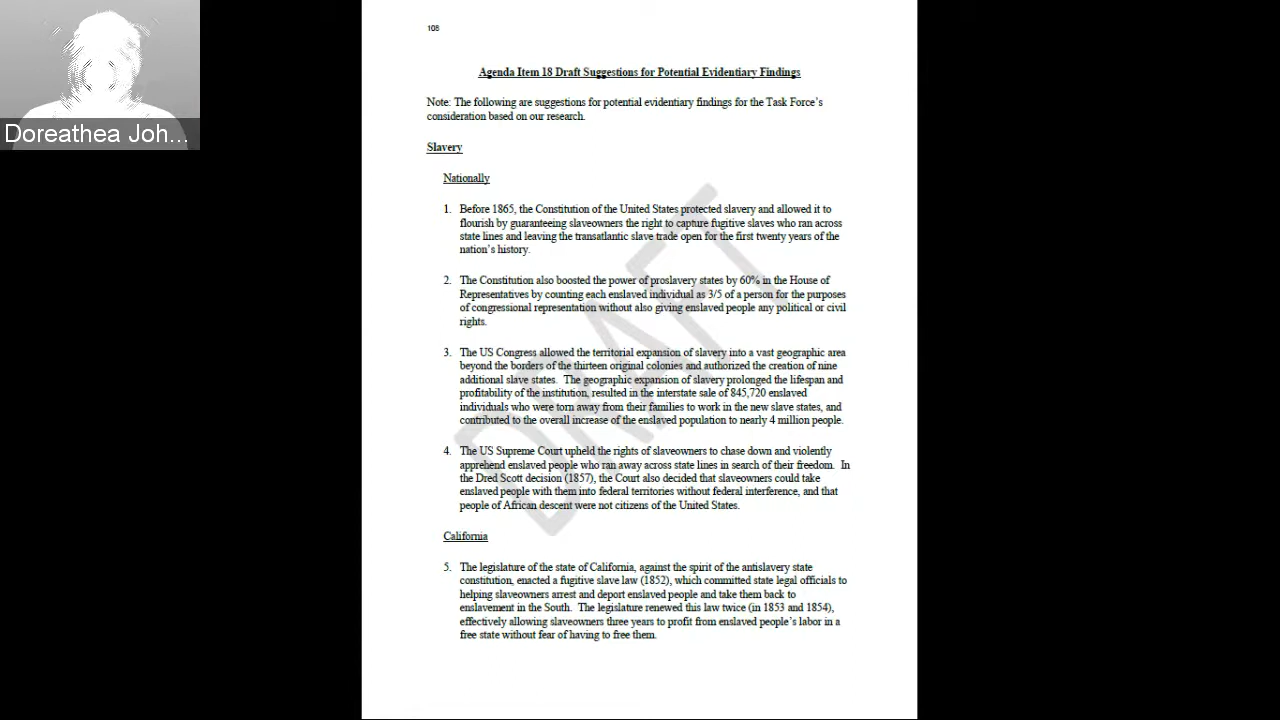 108
Agenda Item 18 Draft Suggestions for Potential Evidentiary Findings
Note: The following are suggestions for potential evidentiary findings for the Task Force's
consideration based on our research.
Slavery
Nationally
1. Before 1865, the Constitution of the United States protected slavery and allowed it to
flourish by guaranteeing slaveowners the right to capture fugitive slaves who ran across
state lines and leaving the transatlantic slave trade open for the first twenty years of the
nation's history.
2. The Constitution also boosted the power of proslavery states by 60% in the House of
Representatives by counting each enslaved individual as 3/5 of a person for the purposes
of congressional representation without also giving enslaved people any political or civil
rights.
3. The US Congress allowed the territorial expansion of slavery into a vast geographic area
beyond the borders of the thirteen original colonies and authorized the creation of nine
additional slave states. The geographic expansion of slavery prolonged the lifespan and
profitability of the institution, resulted in the interstate sale of 845,720 enslaved
individuals who were torn away from their families to work in the new slave states, and
contributed to the overall increase of the enslaved population to nearly 4 million people.
4. The US Supreme Court upheld the rights of slaveowners to chase down and violently
apprehend enslaved people who ran away across state lines in search of their freedom. In
the Dred Scott decision (1857), the Court also decided that slaveowners could take
enslaved people with them into federal territories without federal interference, and that
people of African descent were not citizens of the United States.
California
5. The legislature of the state of California, against the spirit of the antislavery state
constitution, enacted a fugitive slave law (1852), which committed state legal officials to
helping slaveowners arrest and deport enslaved people and take them back to
enslavement in the South. The legislature renewed this law twice (in 1853 and 1854),
effectively allowing slaveowners three years to profit from enslaved people's labor in a
free state without fear of having to free them.
DRAFT
Doreathea Joh...